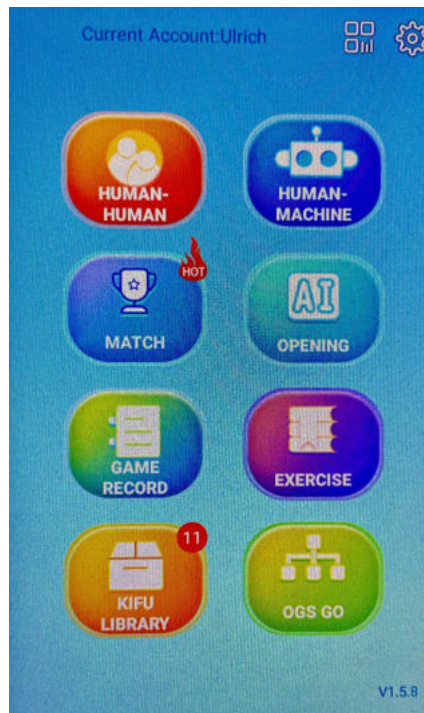 Current Account:Ulrich
HUMAN-
HUMAN
HUMAN-
MACHINE
HOT
MATCH
AI
OPENING
GAME
RECORD
EXERCISE
11
KIFU
LIBRARY
OGS GO
V1.5.8